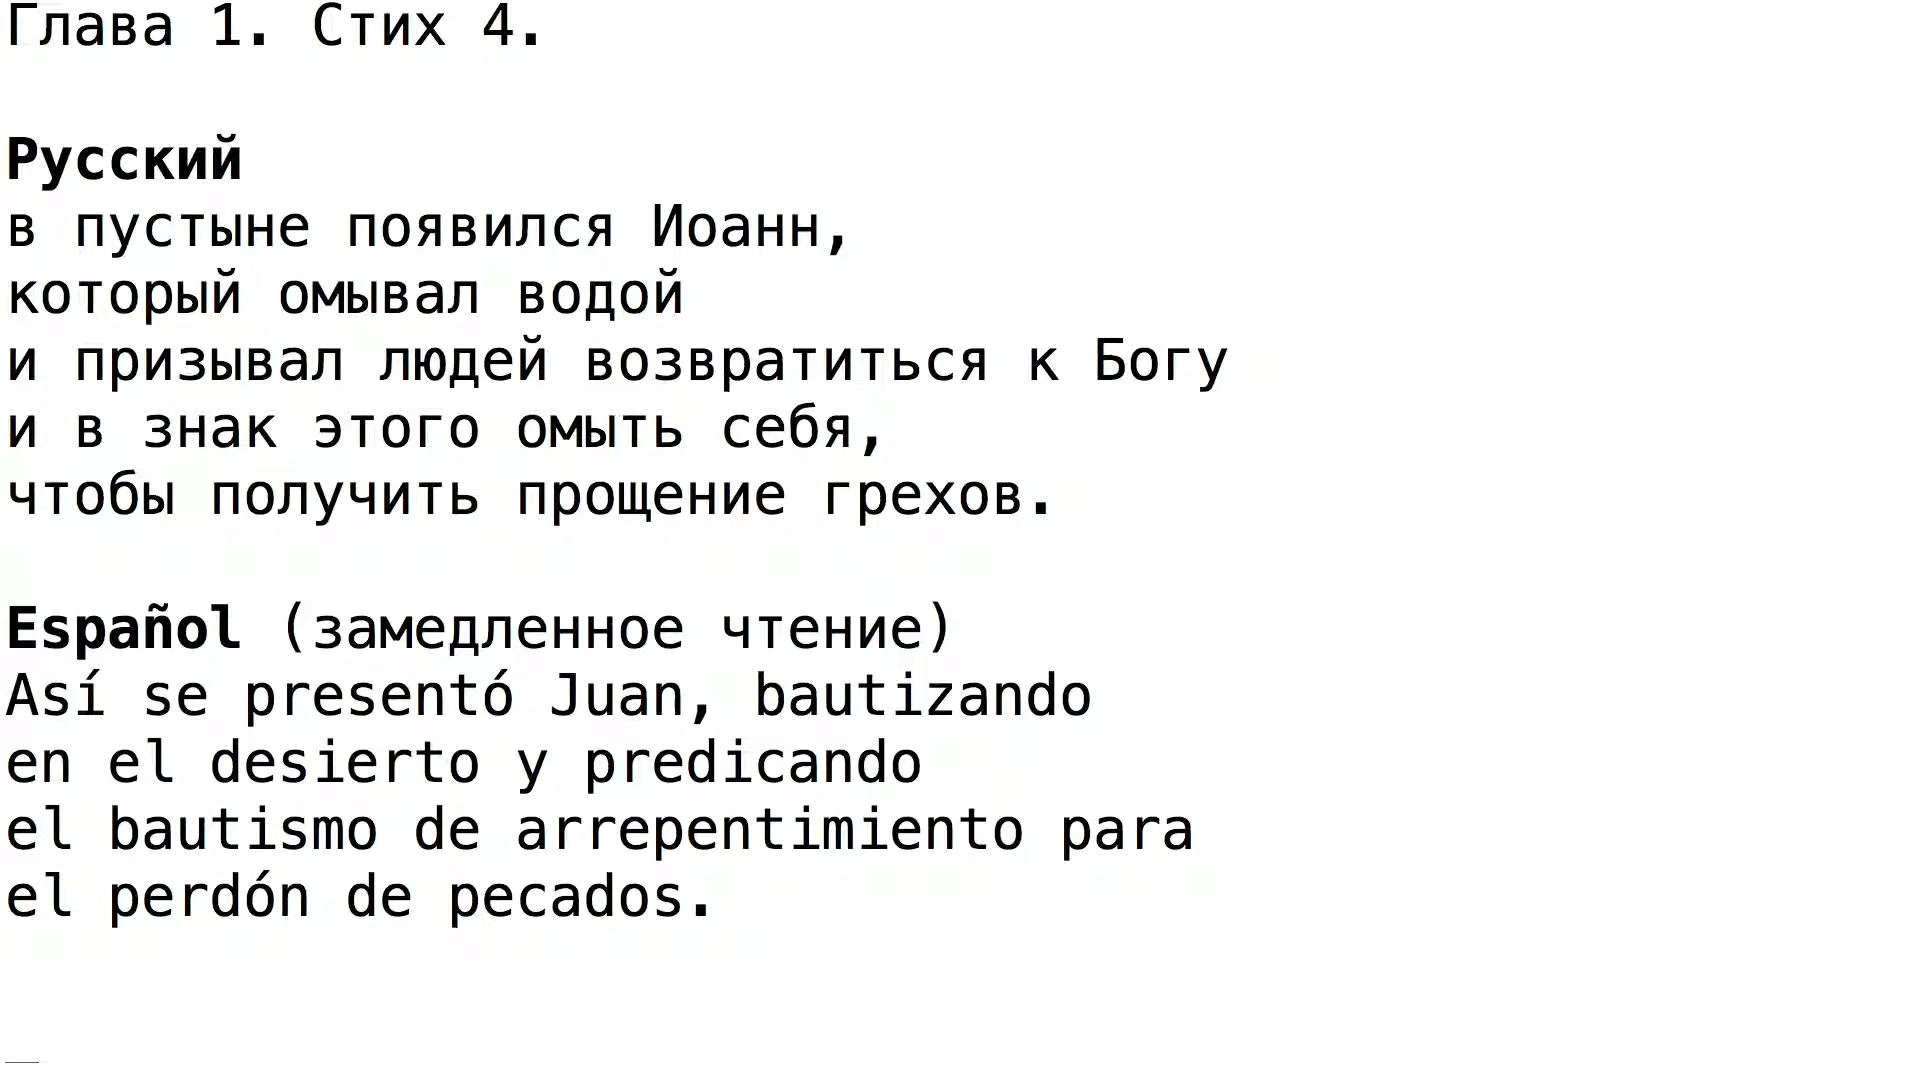 Глава 1. Стих 4.
Русский
в пустыне появился Иоанн,
который омывал водой
и призывал людей возвратиться к Богу
и в знак этого омыть себя,
чтобы получить прощение грехов.
Español (замедленное чтение)
Así se presentó Juan, bautizando
en el desierto y predicando
el bautismo de arrepentimiento para
el perdón de pecados.